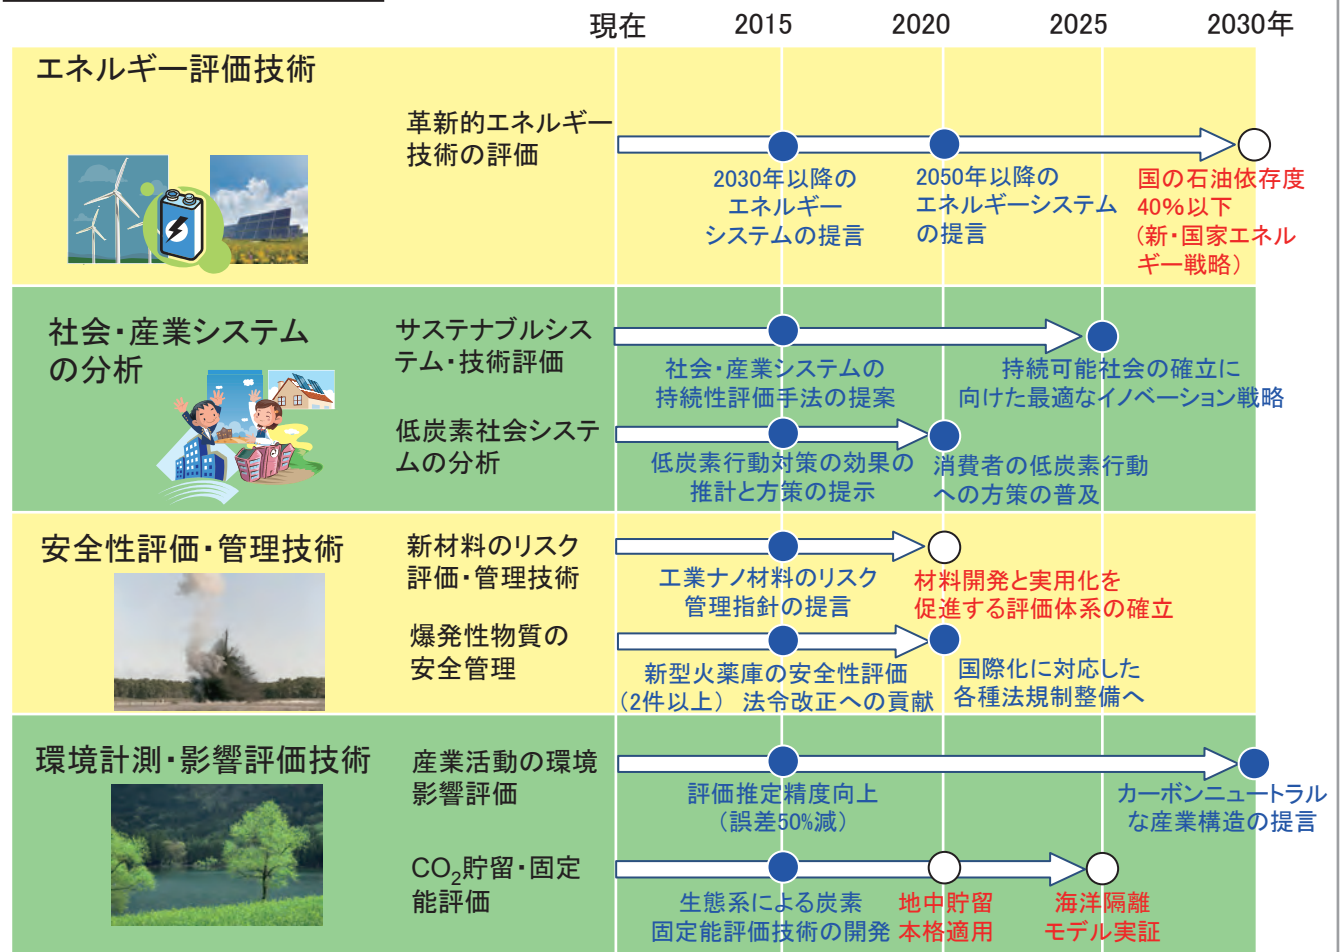 現在 2015 2020 2025 2030年
エネルギー評価技術
革新的エネルギー
技術の評価
2030年以降の
エネルギー
システムの提言
2050年以降の
エネルギーシステム
の提言
国の石油依存度
40%以下
(新・国家エネル
ギー戦略)
社会・産業システム
の分析
サステナブルシス
テム・技術評価
社会・産業システムの
持続性評価手法の提案
持続可能社会の確立に
向けた最適なイノベーション戦略
低炭素社会システ
ムの分析
低炭素行動対策の効果の
推計と方策の提示
消費者の低炭素行動
への方策の普及
安全性評価・管理技術
新材料のリスク
評価・管理技術
工業ナノ材料のリスク
管理指針の提言
材料開発と実用化を
促進する評価体系の確立
爆発性物質の
安全管理
新型火薬庫の安全性評価
(2件以上) 法令改正への貢献
国際化に対応した
各種法規制整備へ
環境計測・影響評価技術
産業活動の環境
影響評価
評価推定精度向上
(誤差50%減)
カーボンニュートラル
な産業構造の提言
CO₂貯留・固定
能評価
生態系による炭素
固定能評価技術の開発
地中貯留
本格適用
海洋隔離
モデル実証